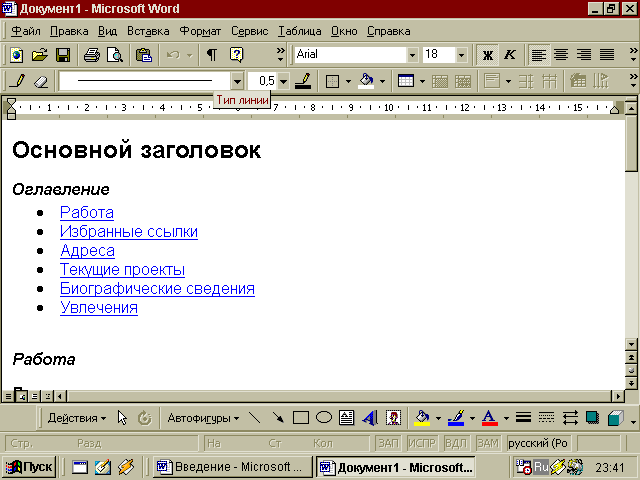 Документ1 - Microsoft Word
Файл Правка Вид Вставка Формат Сервис Таблица Окно Справка
Arial 18 Ж К
0,5
Тип линии
1 2 3 4 5 6 7 8 9 10 11 12 13 14 15
Основной заголовок
Оглавление
Работа
Избранные ссылки
Адреса
Текущие проекты
Биографические сведения
Увлечения
Работа
Действия Автофигуры
Стр. Разд На Ст Кол ЗАП ИСПР ВДЛ ЗАМ русский (Ро
Пуск Введение - Microsoft ... Документ1 - Microsoft... Ru 23:41